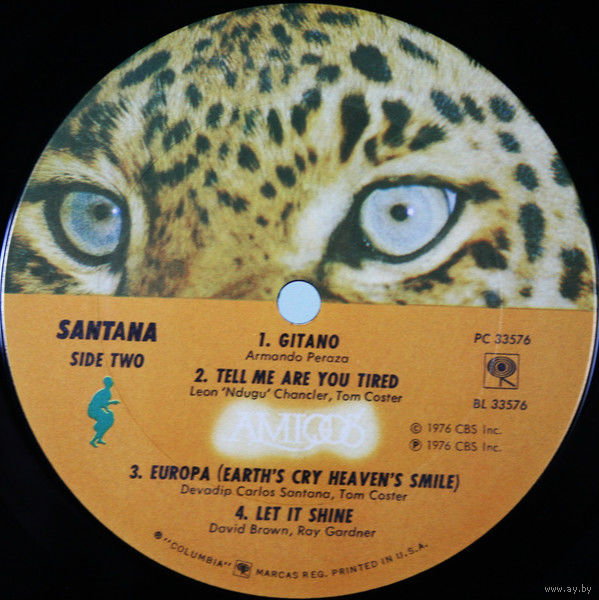 SANTANA
SIDE TWO
1. GITANO
Armando Peraza
2. TELL ME ARE YOU TIRED
Leon 'Ndugu' Chancler, Tom Coster
AMIGOS
3. EUROPA (EARTH'S CRY HEAVEN'S SMILE)
Devadip Carlos Santana, Tom Coster
4. LET IT SHINE
David Brown, Ray Gardner
PC 33576
BL 33576
© 1976 CBS Inc.
℗ 1976 CBS Inc.
® "COLUMBIA" MARCAS REG. PRINTED IN U.S.A.
www.ay.by